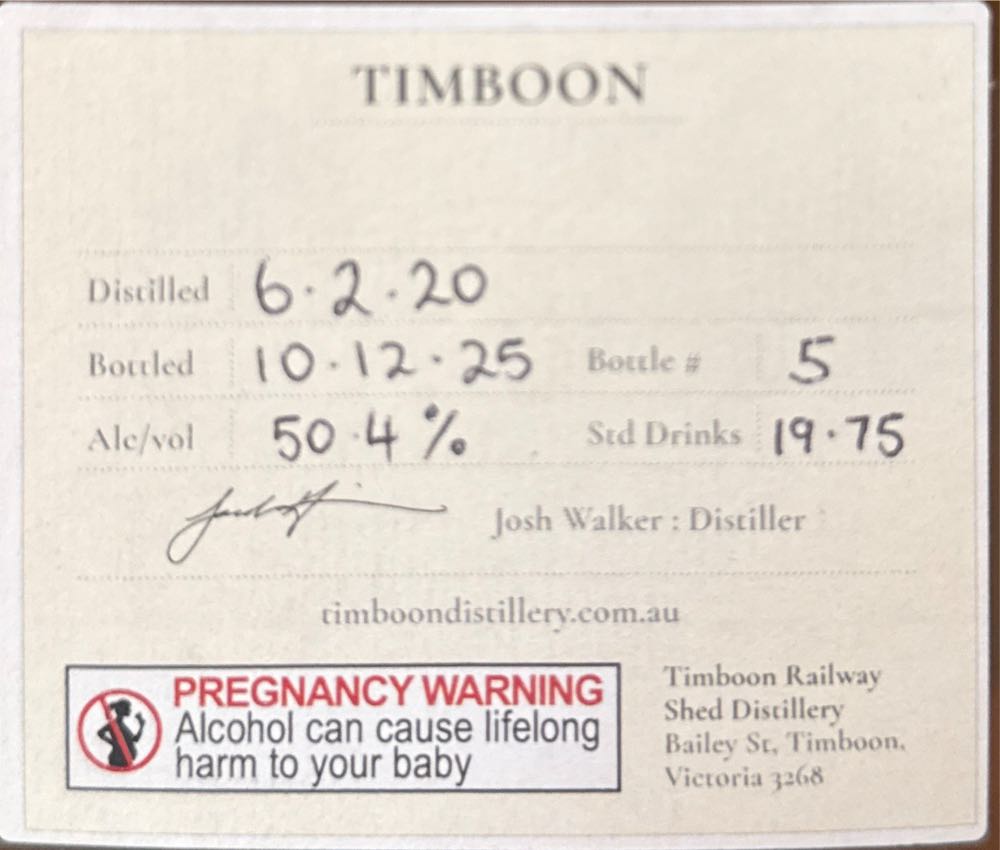 TIMBOON
Distilled 6.2.20
Bottled 10.12.25 Bottle # 5
Alc/vol 50.4% Std Drinks 19.75
Josh Walker : Distiller
timboondistillery.com.au
PREGNANCY WARNING
Alcohol can cause lifelong
harm to your baby
Timboon Railway
Shed Distillery
Bailey St, Timboon,
Victoria 3268